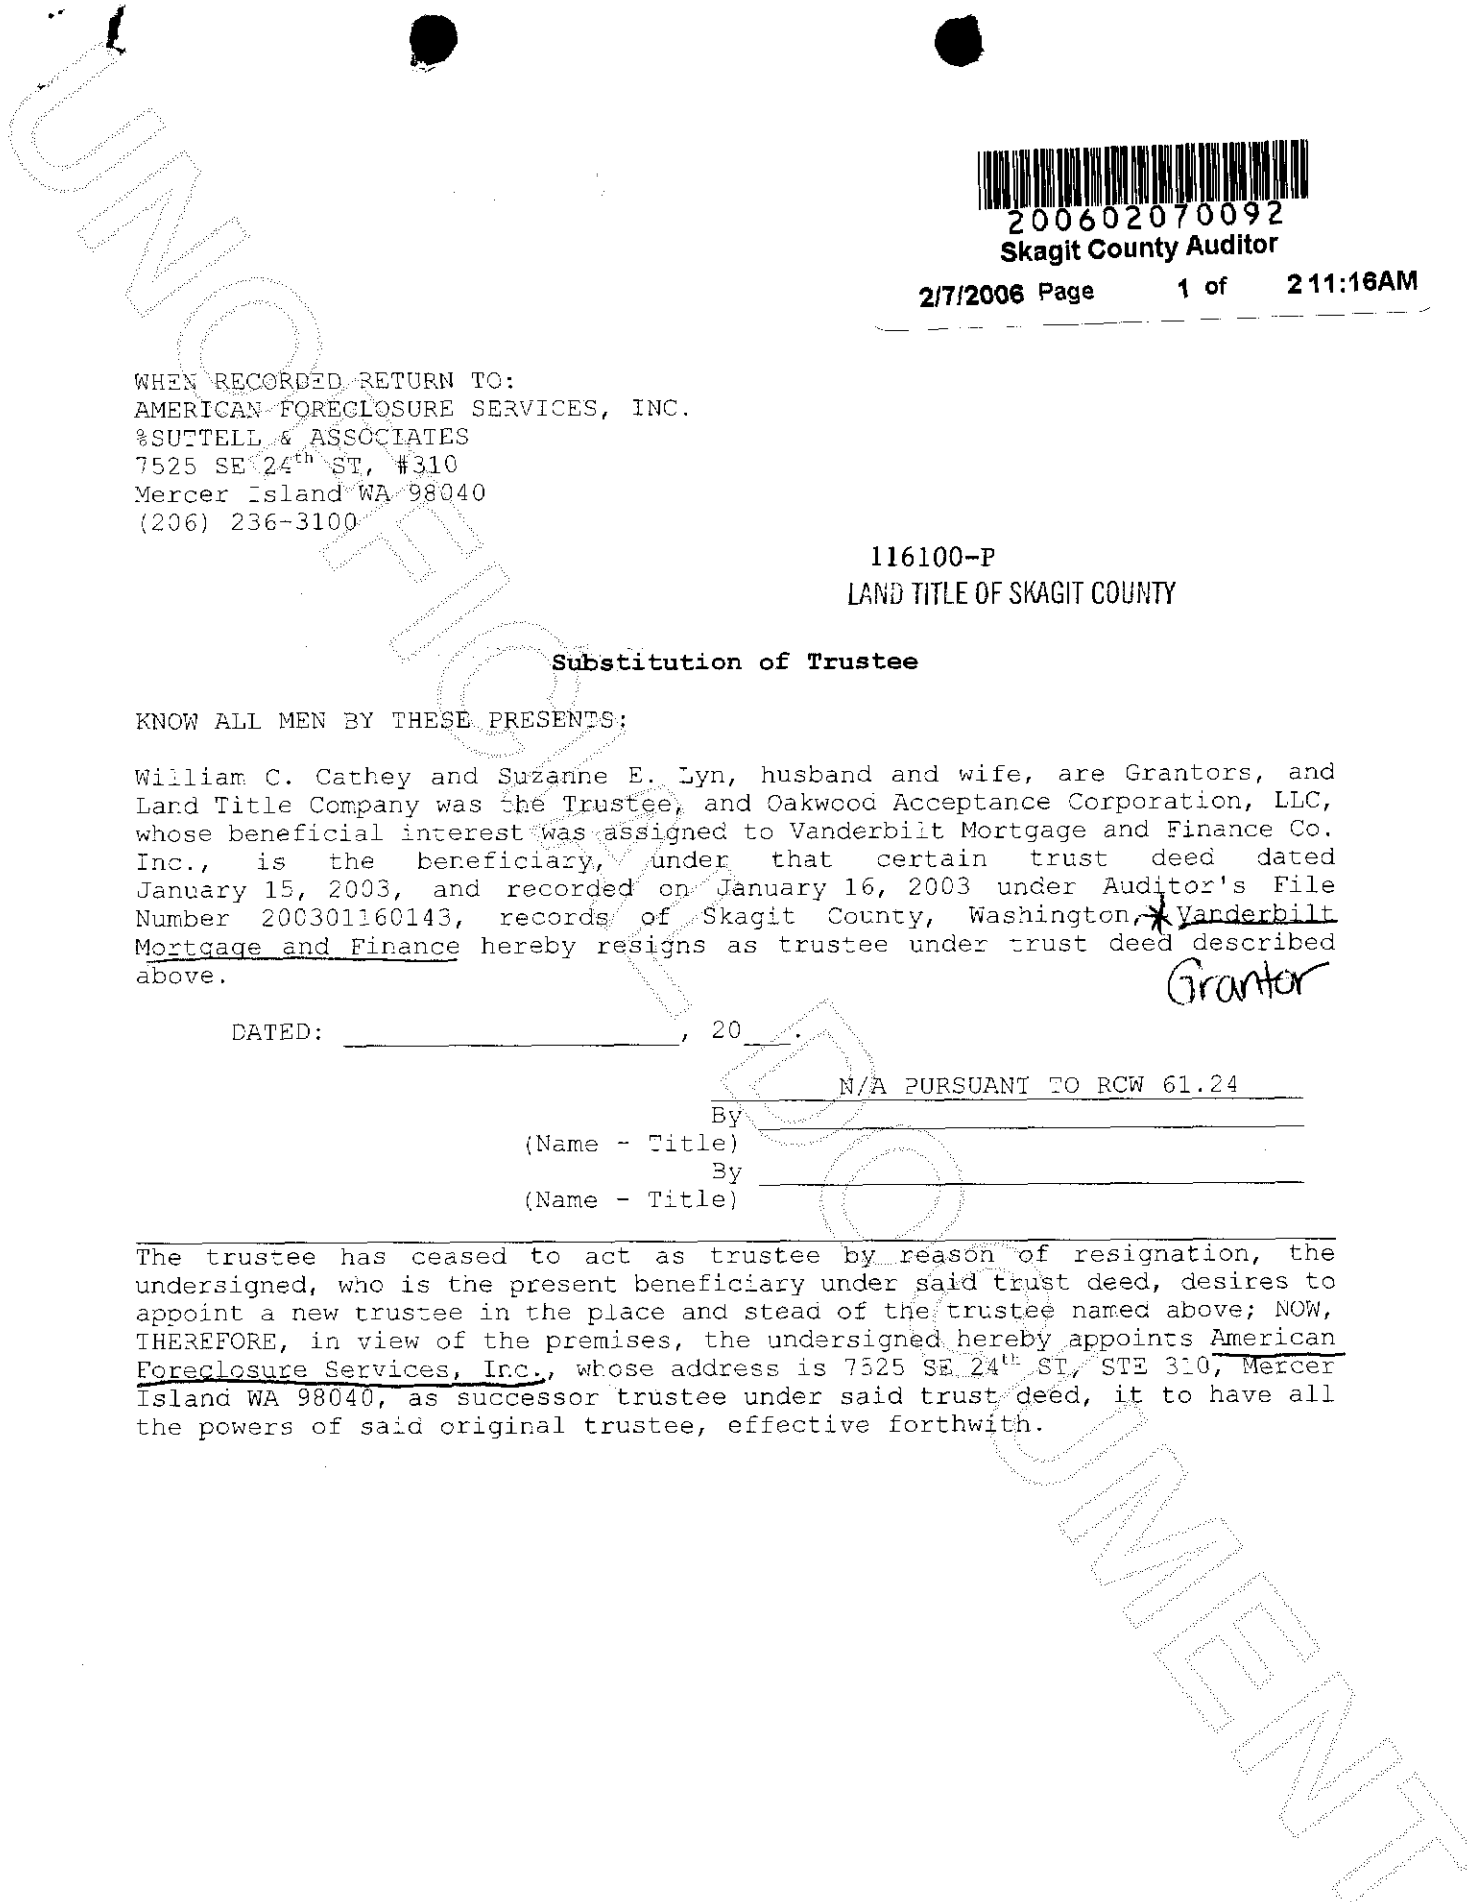 200602070092
Skagit County Auditor
2/7/2006 Page 1 of 2 11:16AM
WHEN RECORDED RETURN TO:
AMERICAN FORECLOSURE SERVICES, INC.
%SUTTELL & ASSOCIATES
7525 SE 24th ST, #310
Mercer Island WA 98040
(206) 236-3100
116100-P
LAND TITLE OF SKAGIT COUNTY
Substitution of Trustee
KNOW ALL MEN BY THESE PRESENTS:
William C. Cathey and Suzanne E. Lyn, husband and wife, are Grantors, and
Land Title Company was the Trustee, and Oakwood Acceptance Corporation, LLC,
whose beneficial interest was assigned to Vanderbilt Mortgage and Finance Co.
Inc., is the beneficiary, under that certain trust deed dated
January 15, 2003, and recorded on January 16, 2003 under Auditor's File
Number 200301160143, records of Skagit County, Washington,* Vanderbilt
Mortgage and Finance hereby resigns as trustee under trust deed described
above.
Grantor
DATED: ____________________, 20___.
N/A PURSUANT TO RCW 61.24
By
(Name - Title)
By
(Name - Title)
The trustee has ceased to act as trustee by reason of resignation, the
undersigned, who is the present beneficiary under said trust deed, desires to
appoint a new trustee in the place and stead of the trustee named above; NOW,
THEREFORE, in view of the premises, the undersigned hereby appoints American
Foreclosure Services, Inc., whose address is 7525 SE 24th ST, STE 310, Mercer
Island WA 98040, as successor trustee under said trust deed, it to have all
the powers of said original trustee, effective forthwith.
UNOFFICIAL DOCUMENT